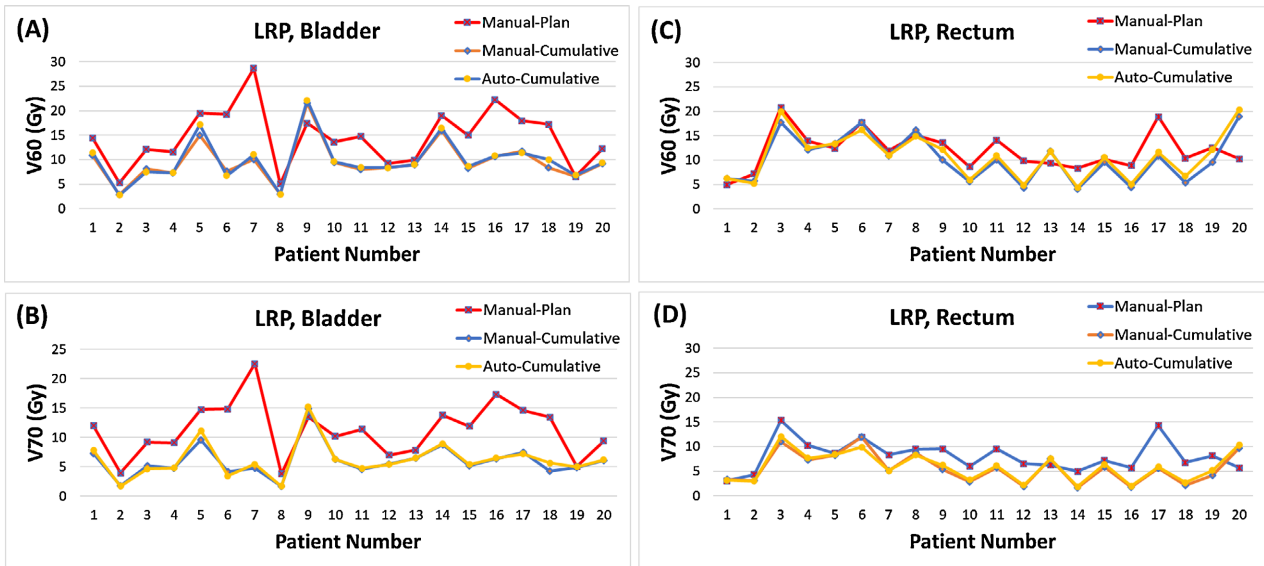 (A)
LRP, Bladder
Manual-Plan
Manual-Cumulative
Auto-Cumulative
V60 (Gy)
30
25
20
15
10
5
0
1 2 3 4 5 6 7 8 9 10 11 12 13 14 15 16 17 18 19 20
Patient Number
(B)
LRP, Bladder
Manual-Plan
Manual-Cumulative
Auto-Cumulative
V70 (Gy)
25
20
15
10
5
0
1 2 3 4 5 6 7 8 9 10 11 12 13 14 15 16 17 18 19 20
Patient Number
(C)
LRP, Rectum
Manual-Plan
Manual-Cumulative
Auto-Cumulative
V60 (Gy)
30
25
20
15
10
5
0
1 2 3 4 5 6 7 8 9 10 11 12 13 14 15 16 17 18 19 20
Patient Number
(D)
LRP, Rectum
Manual-Plan
Manual-Cumulative
Auto-Cumulative
V70 (Gy)
30
25
20
15
10
5
0
1 2 3 4 5 6 7 8 9 10 11 12 13 14 15 16 17 18 19 20
Patient Number